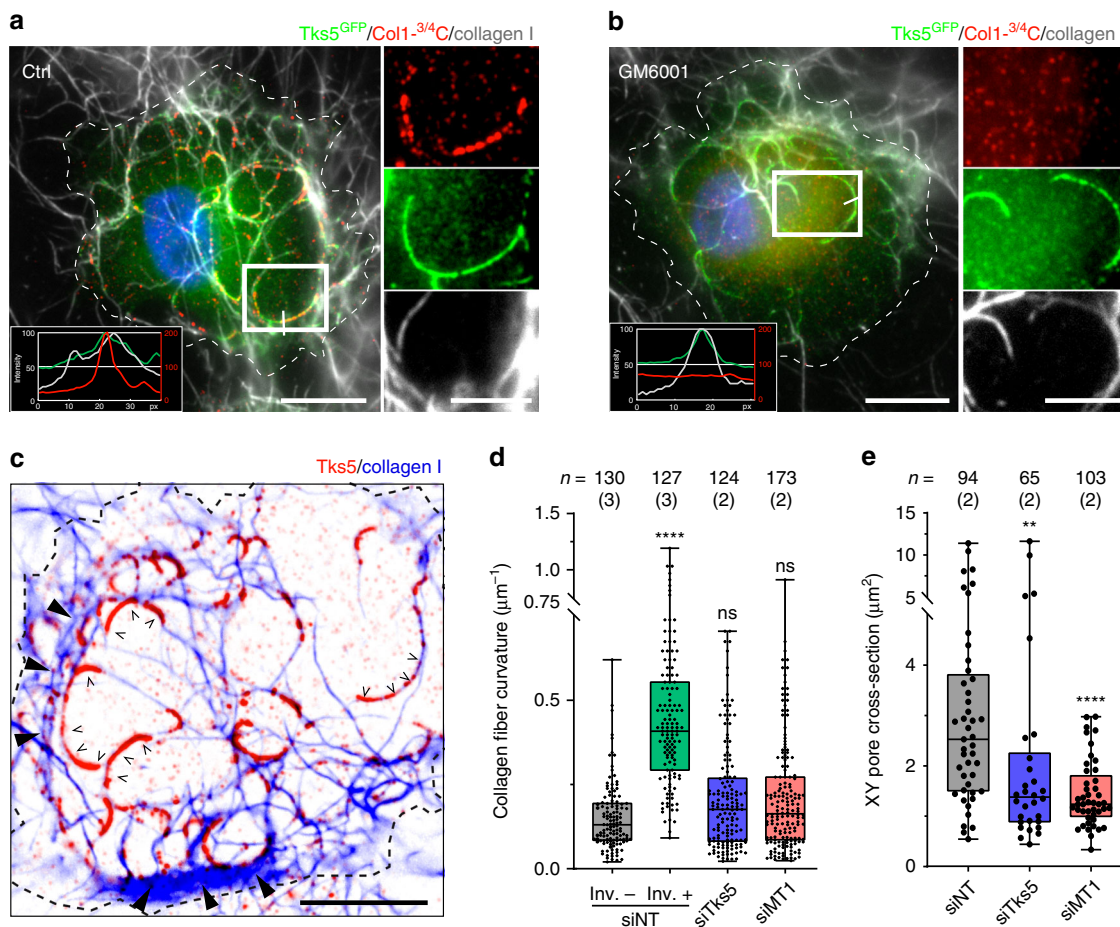 a
Tks5GFP/Col1-3/4C/collagen I
Ctrl
Intensity
100
50
0
200
100
0
0 10 20 30 px
b
Tks5GFP/Col1-3/4C/collagen
GM6001
Intensity
100
50
0
200
100
0
0 20 px
c
Tks5/collagen I
d
n = 130 127 124 173
(3) (3) (2) (2)
Collagen fiber curvature (μm−1)
1.5
1.0
0.75
0.5
0.0
****
ns
ns
Inv. − Inv. + siTks5 siMT1
siNT
e
n = 94 65 103
(2) (2) (2)
XY pore cross-section (μm2)
15
10
5
4
2
0
**
****
siNT siTks5 siMT1